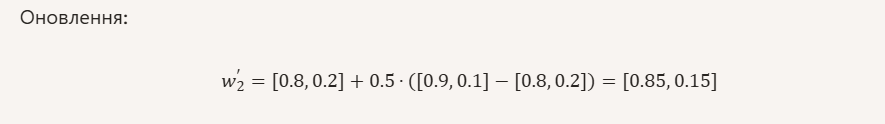 Оновлення:
w₂′ = [0.8, 0.2] + 0.5 · ([0.9, 0.1] − [0.8, 0.2]) = [0.85, 0.15]